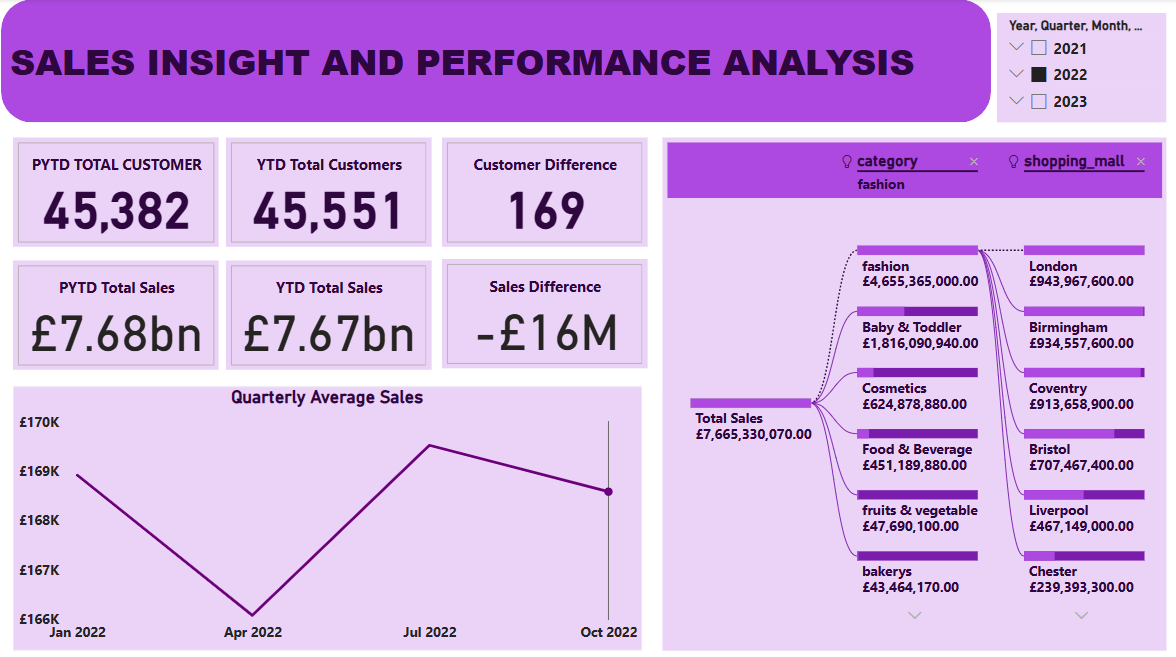 SALES INSIGHT AND PERFORMANCE ANALYSIS
Year, Quarter, Month, ...
2021
2022
2023
PYTD TOTAL CUSTOMER
45,382
YTD Total Customers
45,551
Customer Difference
169
PYTD Total Sales
£7.68bn
YTD Total Sales
£7.67bn
Sales Difference
-£16M
Quarterly Average Sales
£170K
£169K
£168K
£167K
£166K
Jan 2022
Apr 2022
Jul 2022
Oct 2022
category
fashion
shopping_mall
Total Sales
£7,665,330,070.00
fashion
£4,655,365,000.00
Baby & Toddler
£1,816,090,940.00
Cosmetics
£624,878,880.00
Food & Beverage
£451,189,880.00
fruits & vegetable
£47,690,100.00
bakerys
£43,464,170.00
London
£943,967,600.00
Birmingham
£934,557,600.00
Coventry
£913,658,900.00
Bristol
£707,467,400.00
Liverpool
£467,149,000.00
Chester
£239,393,300.00